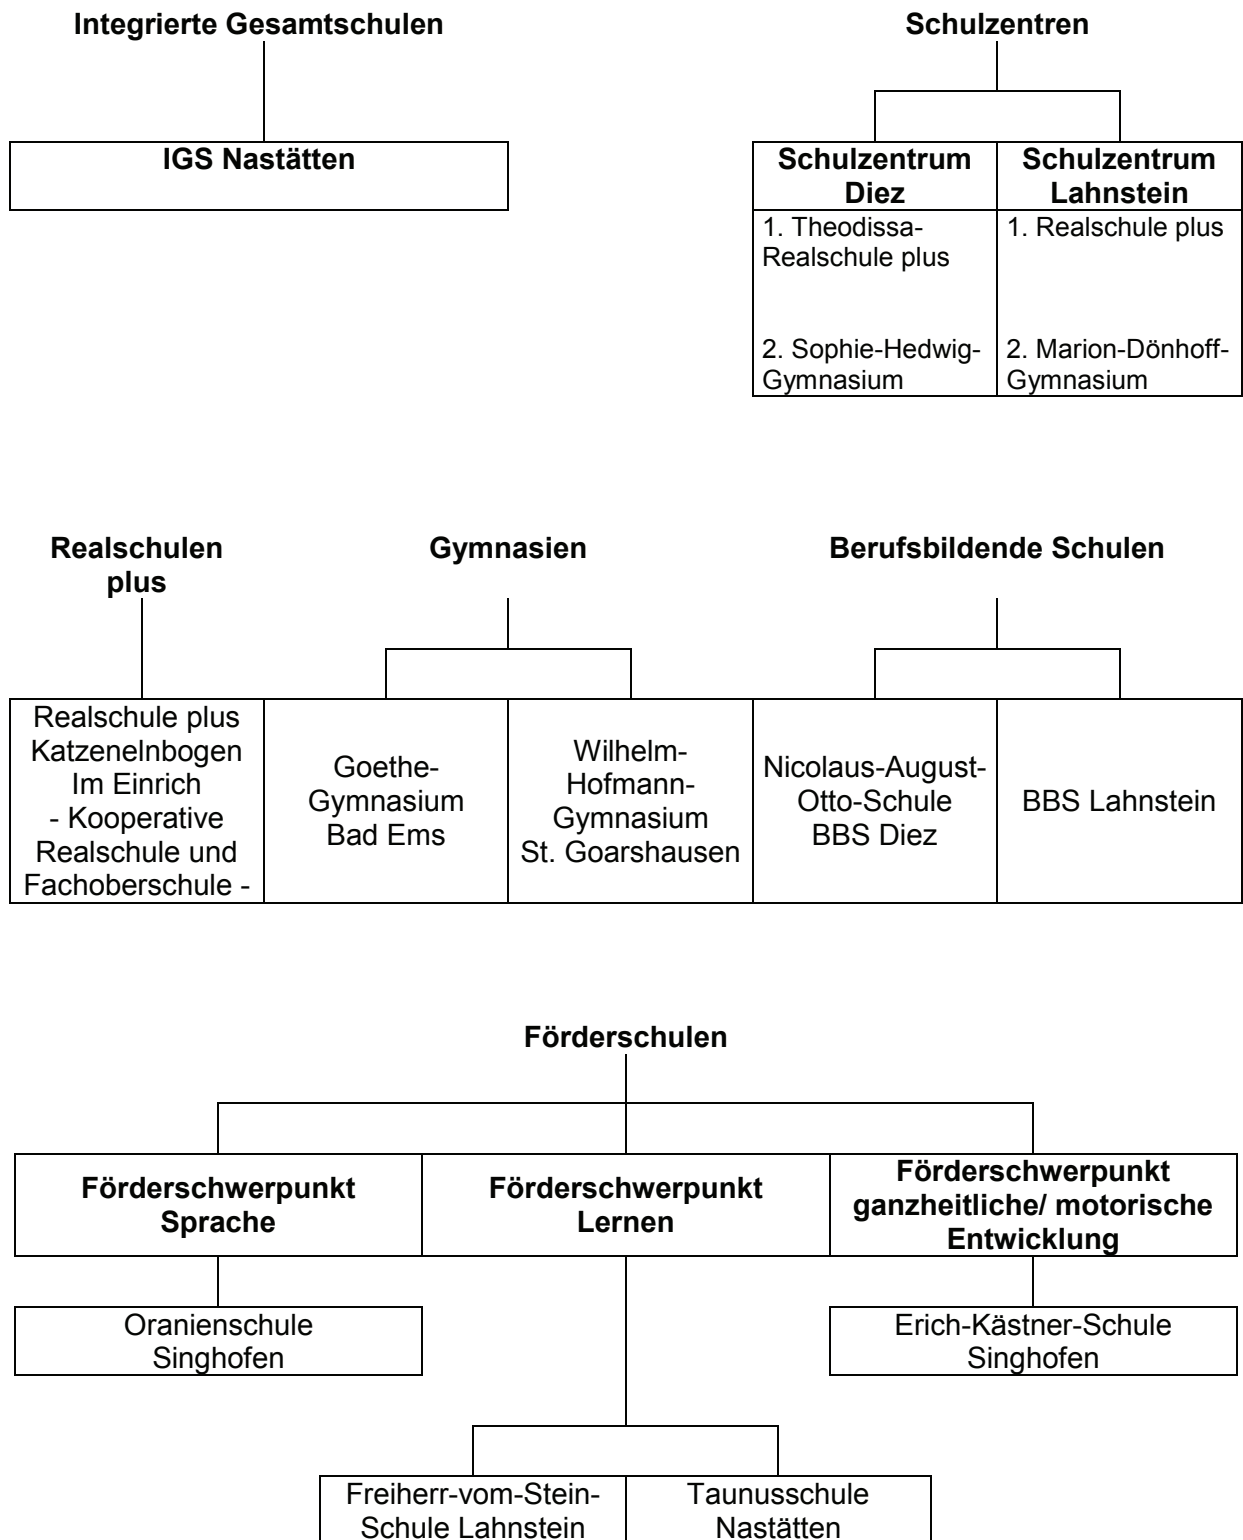 Integrierte Gesamtschulen
IGS Nastätten
Schulzentren
Schulzentrum
Diez
1. Theodissa-
Realschule plus
2. Sophie-Hedwig-
Gymnasium
Schulzentrum
Lahnstein
1. Realschule plus
2. Marion-Dönhoff-
Gymnasium
Realschulen
plus
Realschule plus
Katzenelnbogen
Im Einrich
- Kooperative
Realschule und
Fachoberschule -
Gymnasien
Goethe-
Gymnasium
Bad Ems
Wilhelm-
Hofmann-
Gymnasium
St. Goarshausen
Berufsbildende Schulen
Nicolaus-August-
Otto-Schule
BBS Diez
BBS Lahnstein
Förderschulen
Förderschwerpunkt
Sprache
Oranienschule
Singhofen
Förderschwerpunkt
Lernen
Freiherr-vom-Stein-
Schule Lahnstein
Taunusschule
Nastätten
Förderschwerpunkt
ganzheitliche/ motorische
Entwicklung
Erich-Kästner-Schule
Singhofen